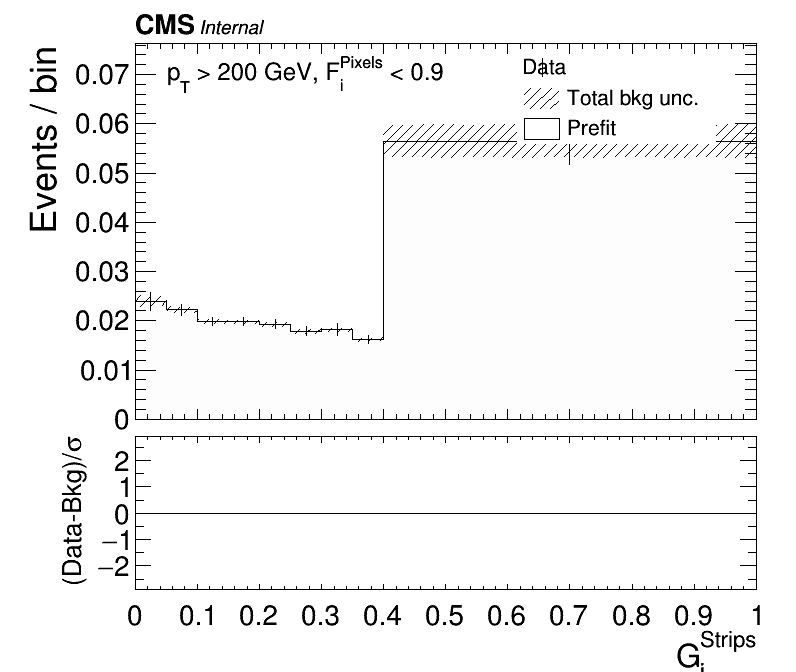 CMS Internal
Events / bin
0.07
0.06
0.05
0.04
0.03
0.02
0.01
0
p_T > 200 GeV, F_i^Pixels < 0.9
Data
Total bkg unc.
Prefit
(Data-Bkg)/σ
2
1
0
−1
−2
0 0.1 0.2 0.3 0.4 0.5 0.6 0.7 0.8 0.9 1
G_i^Strips